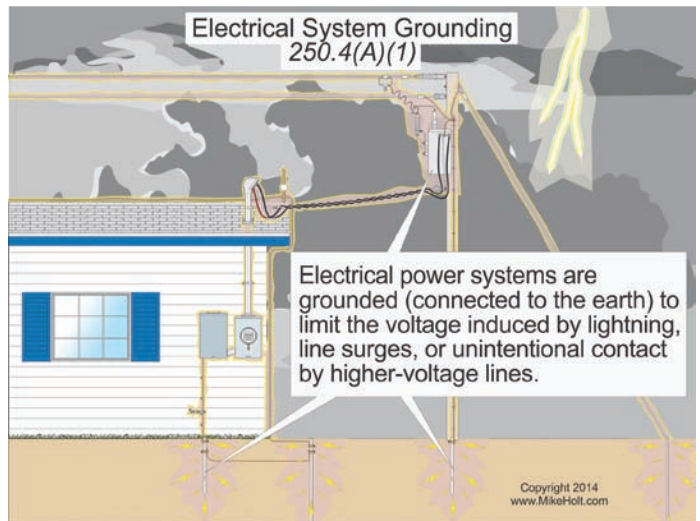 Electrical System Grounding
250.4(A)(1)
Electrical power systems are
grounded (connected to the earth) to
limit the voltage induced by lightning,
line surges, or unintentional contact
by higher-voltage lines.
Copyright 2014
www.MikeHolt.com